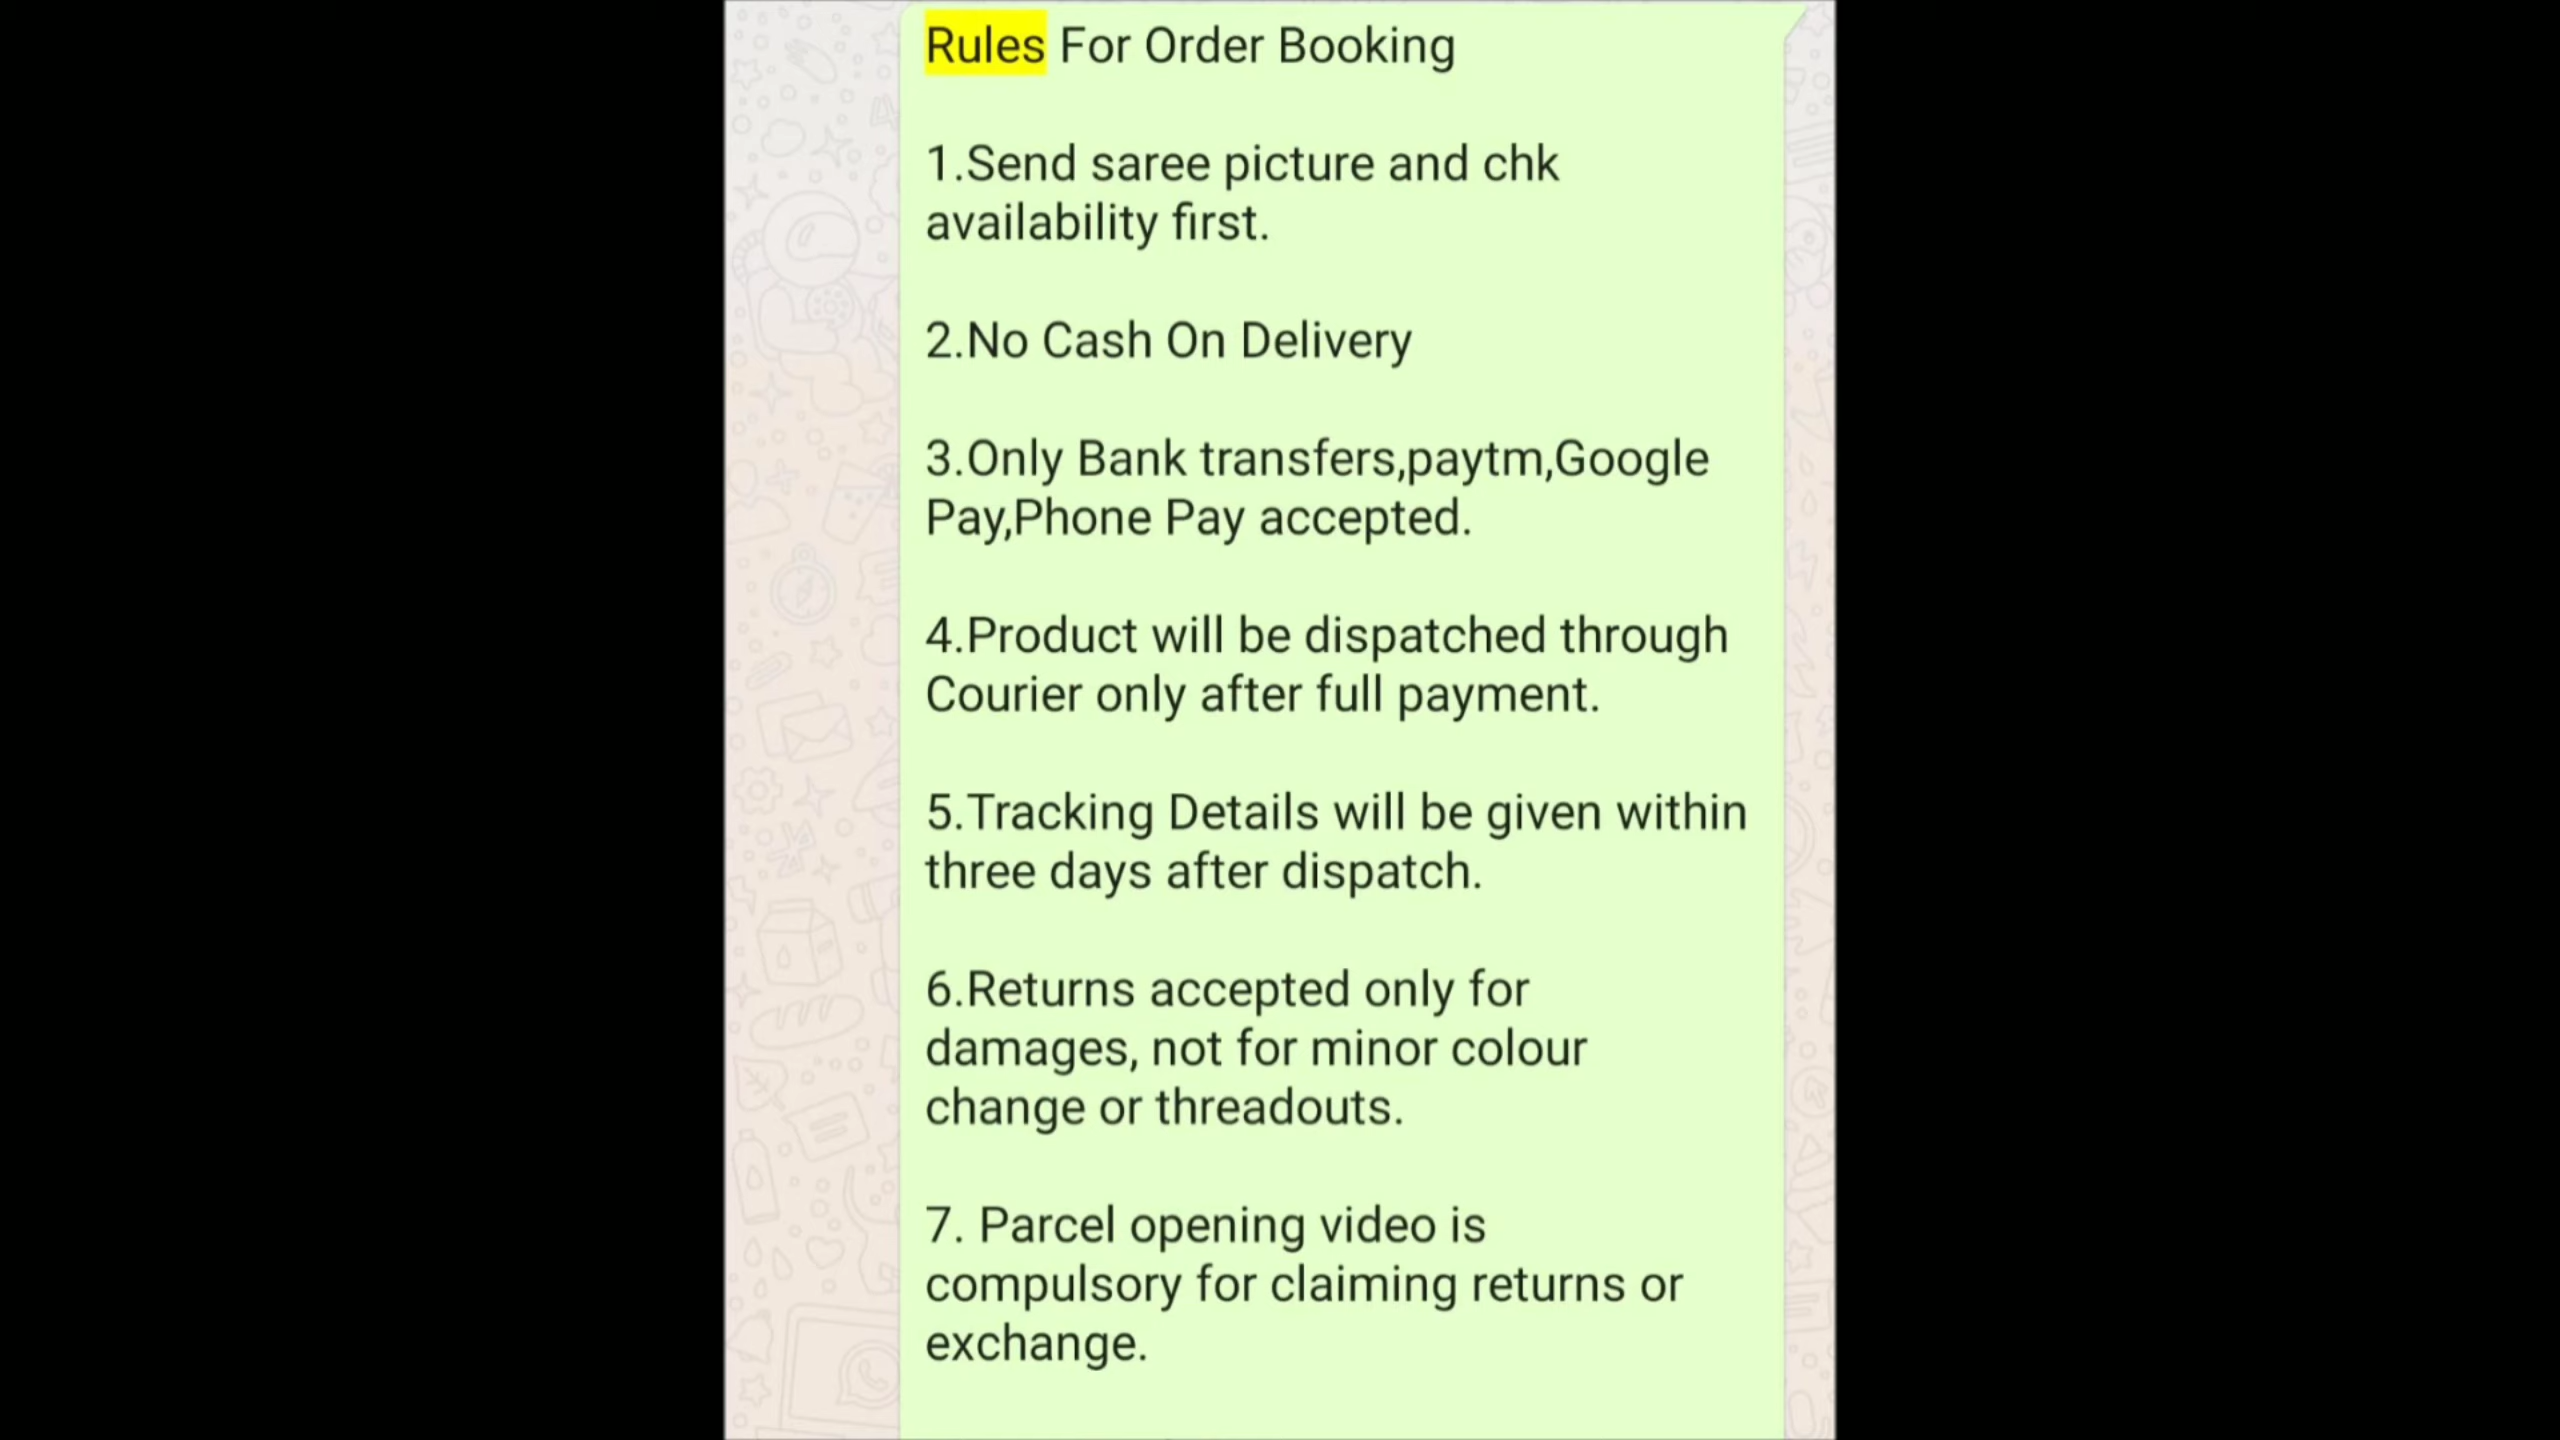 Rules For Order Booking
1.Send saree picture and chk
availability first.
2.No Cash On Delivery
3.Only Bank transfers,paytm,Google
Pay,Phone Pay accepted.
4.Product will be dispatched through
Courier only after full payment.
5.Tracking Details will be given within
three days after dispatch.
6.Returns accepted only for
damages, not for minor colour
change or threadouts.
7. Parcel opening video is
compulsory for claiming returns or
exchange.